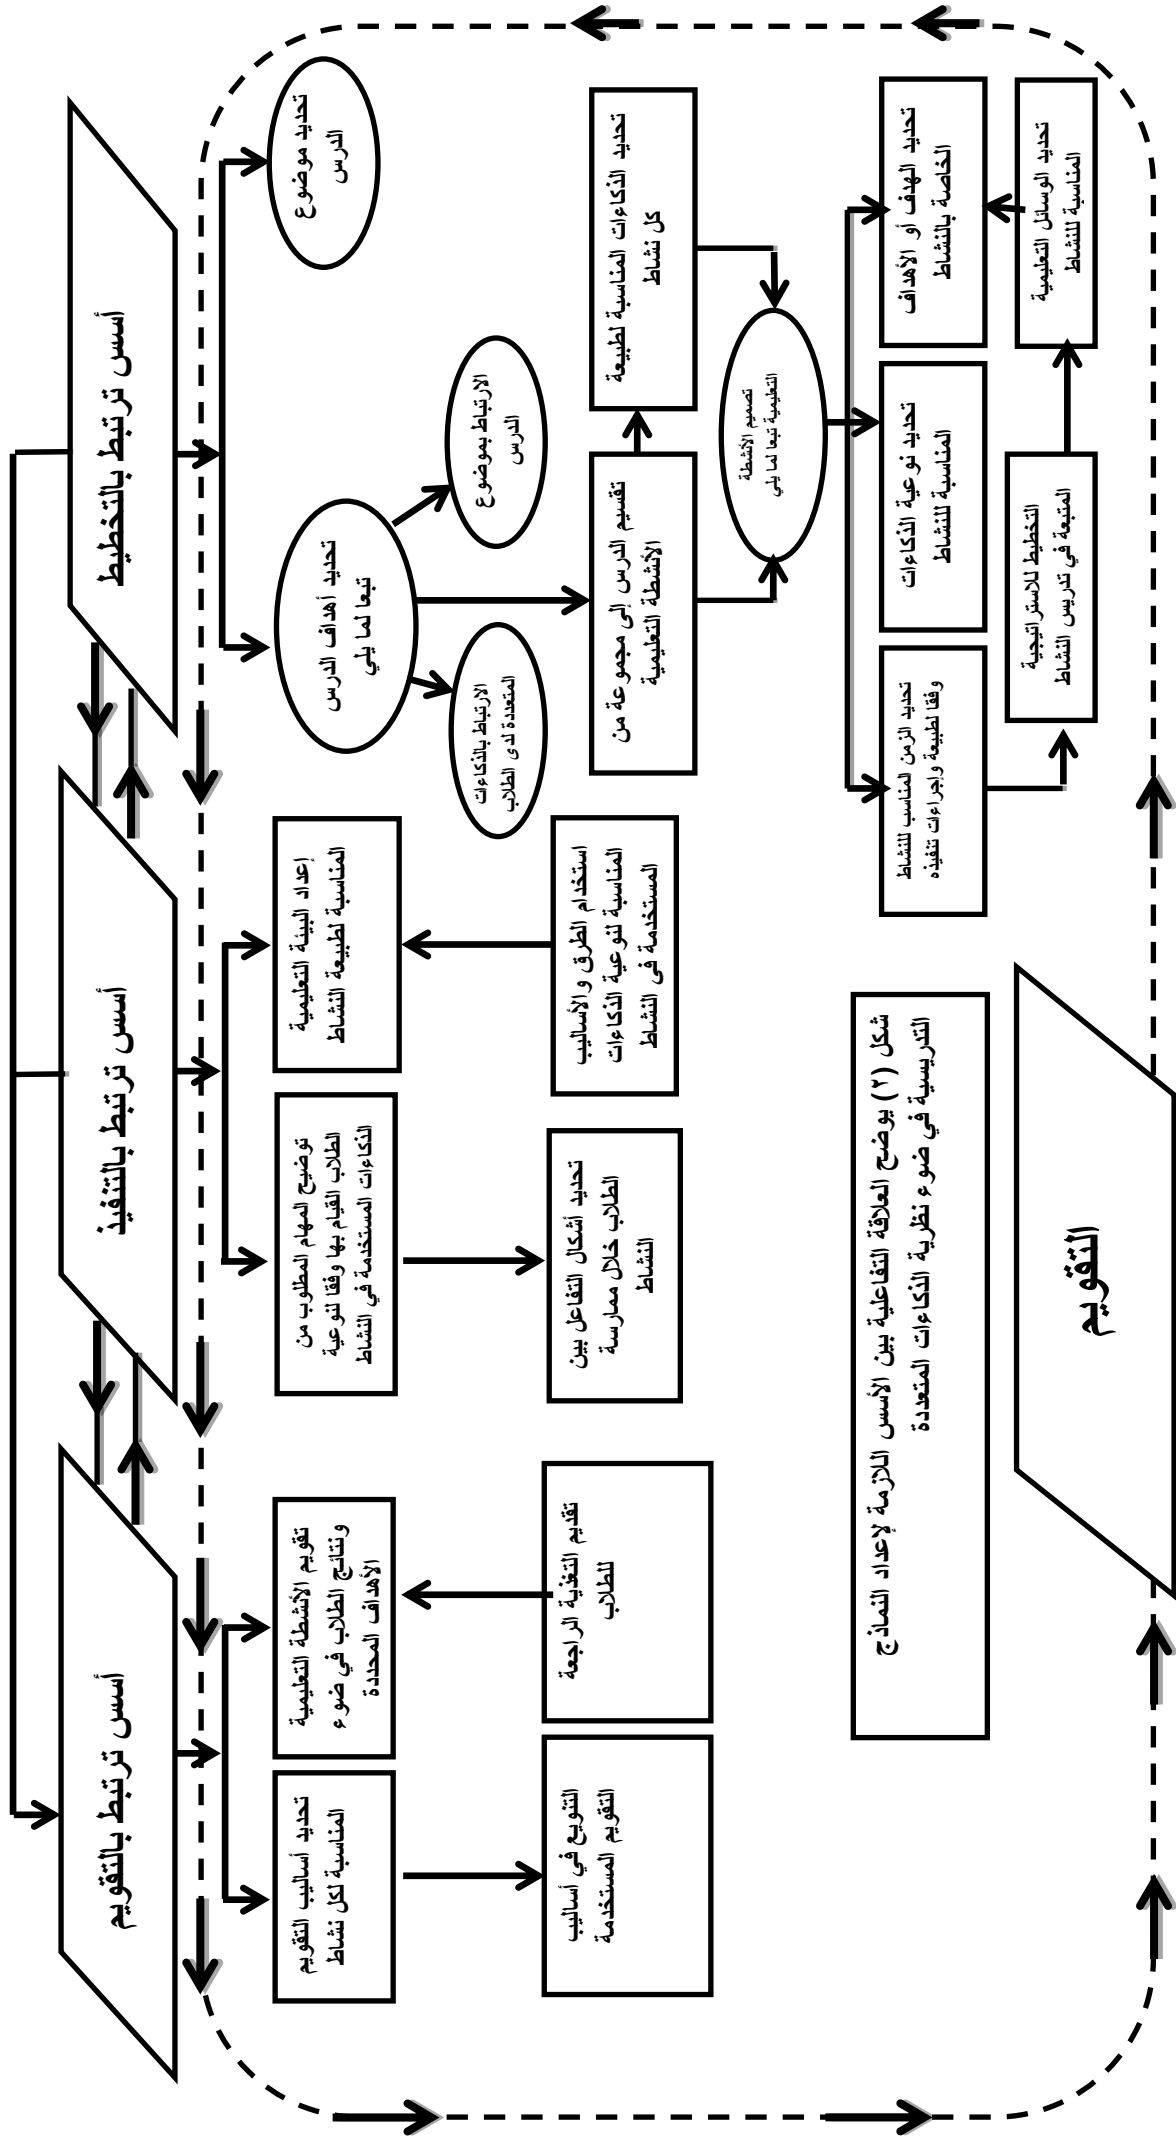 أسس ترتبط بالتخطيط
أسس ترتبط بالتنفيذ
أسس ترتبط بالتقويم
تحديد موضوع
الدرس
تحديد أهداف الدرس
تبعا لما يلي
الارتباط بموضوع
الدرس
الارتباط بالذكاءات
المتعددة لدى الطلاب
تقسيم الدرس إلى مجموعة من
الأنشطة التعليمية
تحديد الذكاءات المناسبة لطبيعة
كل نشاط
تصميم الأنشطة
التعليمية تبعا لما يلي
تحديد الهدف أو الأهداف
الخاصة بالنشاط
تحديد نوعية الذكاءات
المناسبة للنشاط
تحديد الزمن المناسب للنشاط
وفقا لطبيعة وإجراءات تنفيذه
تحديد الوسائل التعليمية
المناسبة للنشاط
التخطيط للاستراتيجية
المتبعة في تدريس النشاط
إعداد البيئة التعليمية
المناسبة لطبيعة النشاط
توضيح المهام المطلوب من
الطلاب القيام بها وفقا لنوعية
الذكاءات المستخدمة في النشاط
استخدام الطرق والأساليب
المناسبة لنوعية الذكاءات
المستخدمة في النشاط
تحديد أشكال التفاعل بين
الطلاب خلال ممارسة
النشاط
تقويم الأنشطة التعليمية
ونتائج الطلاب في ضوء
الأهداف المحددة
تحديد أساليب التقويم
المناسبة لكل نشاط
تقديم التغذية الراجعة
للطلاب
التنويع في أساليب
التقويم المستخدمة
شكل (٢) يوضح العلاقة التفاعلية بين الأسس اللازمة لإعداد النماذج
التدريسية في ضوء نظرية الذكاءات المتعددة
التقويم